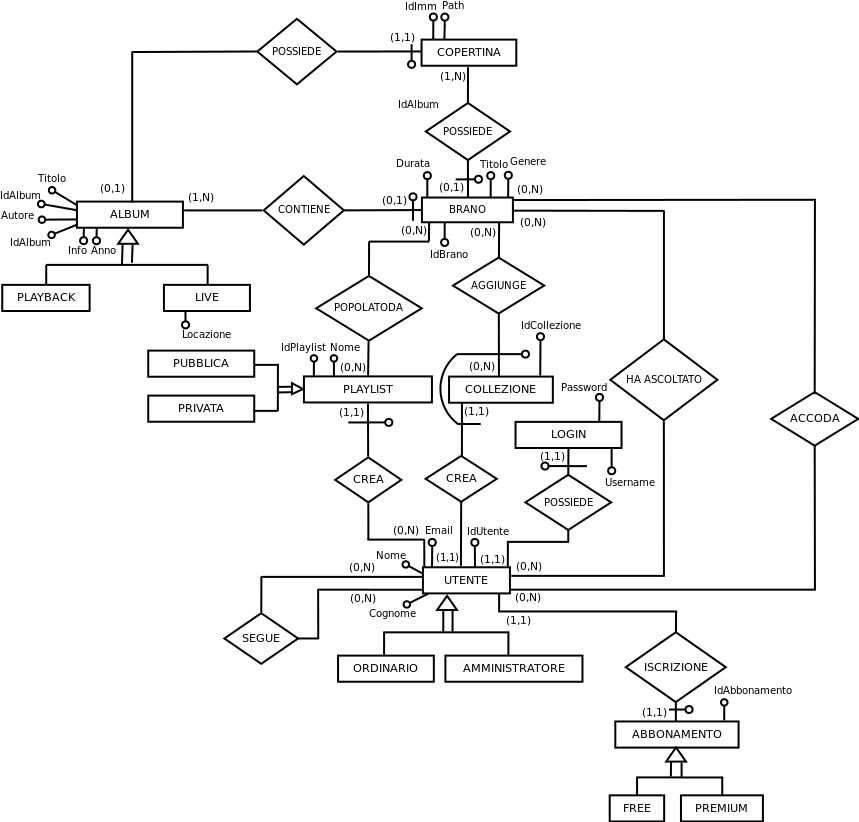 IdImm Path
(1,1)
POSSIEDE
COPERTINA
(1,N)
IdAlbum
POSSIEDE
Durata
Titolo Genere
Titolo
(0,1)
(1,N)
(0,1)
(0,N)
IdAlbum
Autore
ALBUM
CONTIENE
(0,1)
BRANO
(0,N)
IdAlbum
Info Anno
(0,N)
(0,N)
IdBrano
AGGIUNGE
PLAYBACK
LIVE
POPOLATODA
Locazione
IdCollezione
IdPlaylist Nome
PUBBLICA
(0,N)
(0,N)
HA ASCOLTATO
PLAYLIST
COLLEZIONE
Password
PRIVATA
(1,1)
(1,1)
ACCODA
LOGIN
(1,1)
CREA
CREA
Username
POSSIEDE
(0,N)
Email
IdUtente
Nome
(1,1)
(1,1)
(0,N)
(0,N)
UTENTE
(0,N)
(0,N)
Cognome
(1,1)
SEGUE
ORDINARIO
AMMINISTRATORE
ISCRIZIONE
IdAbbonamento
(1,1)
ABBONAMENTO
FREE
PREMIUM